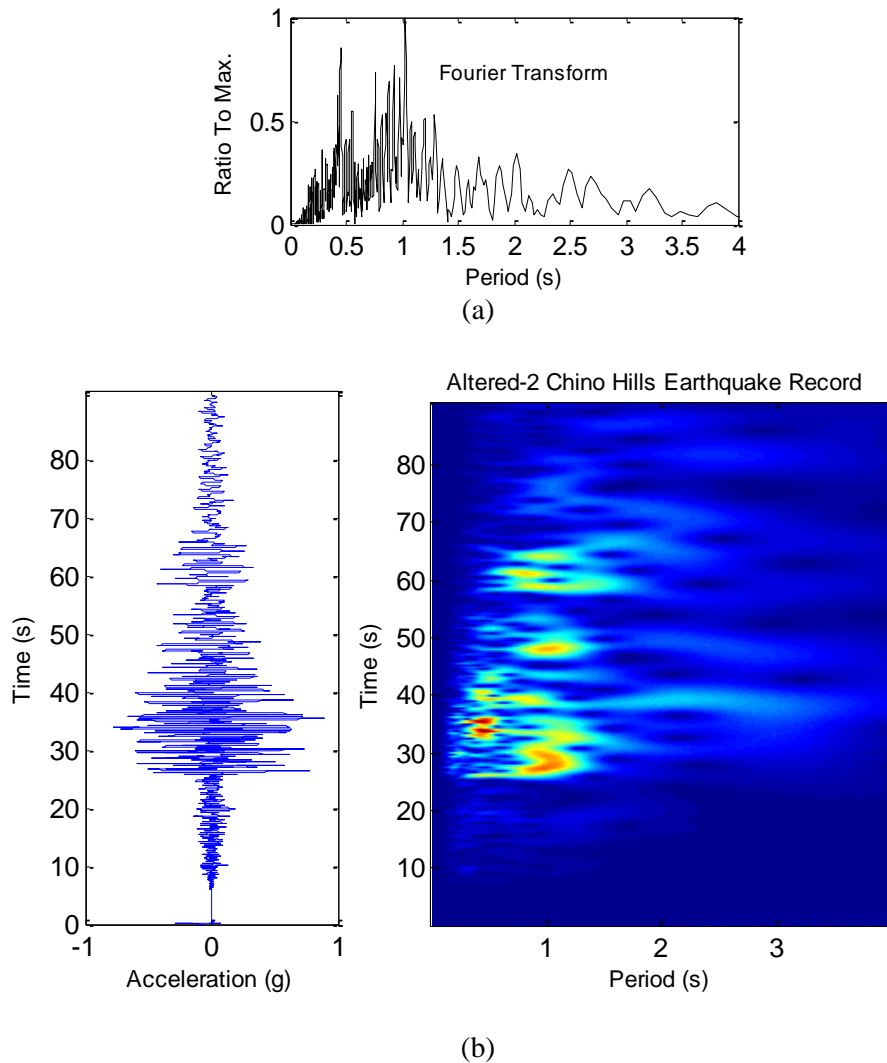 1
0.5
0
Ratio To Max.
Fourier Transform
0 0.5 1 1.5 2 2.5 3 3.5 4
Period (s)
(a)
Altered-2 Chino Hills Earthquake Record
80
70
60
50
40
30
20
10
0
Time (s)
-1 0 1
Acceleration (g)
80
70
60
50
40
30
20
10
Time (s)
1 2 3
Period (s)
(b)